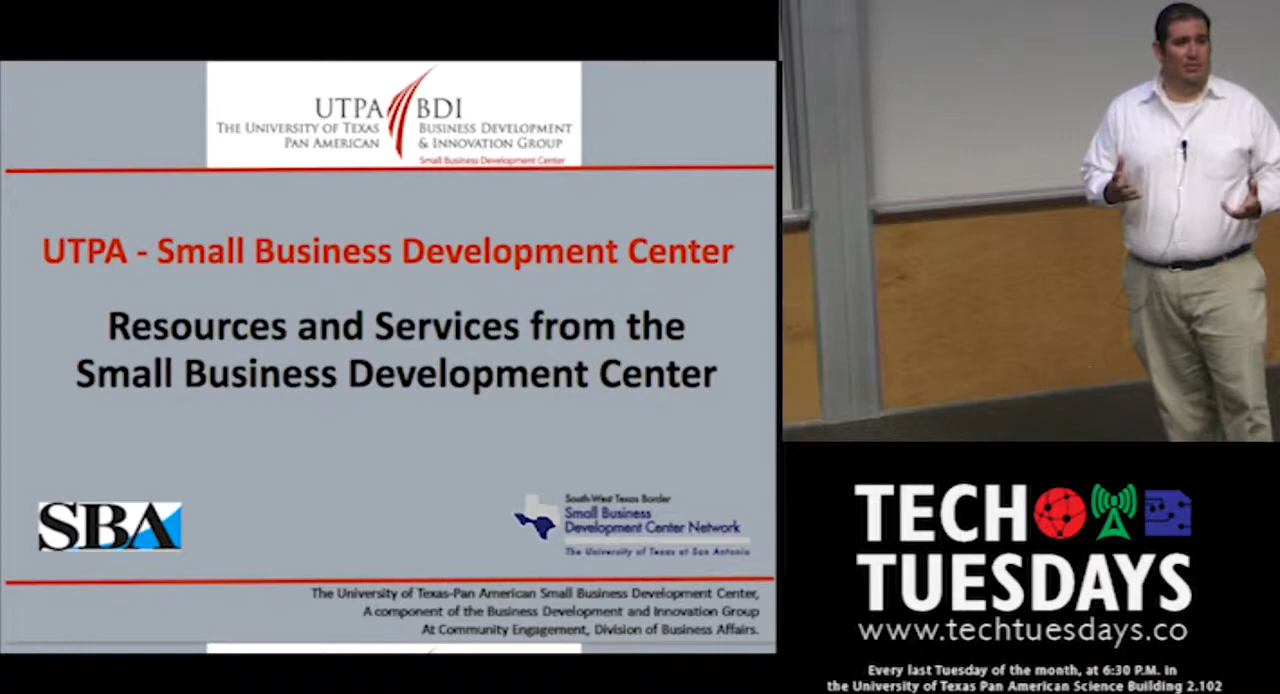 UTPA BDI
THE UNIVERSITY OF TEXAS
PAN AMERICAN
BUSINESS DEVELOPMENT
& INNOVATION GROUP
Small Business Development Center
UTPA - Small Business Development Center
Resources and Services from the
Small Business Development Center
SBA
South-West Texas Border
Small Business
Development Center Network
The University of Texas at San Antonio
The University of Texas-Pan American Small Business Development Center,
A component of the Business Development and Innovation Group
At Community Engagement, Division of Business Affairs.
TECH
TUESDAYS
www.techtuesdays.co
Every last Tuesday of the month, at 6:30 P.M. in
the University of Texas Pan American Science Building 2.102